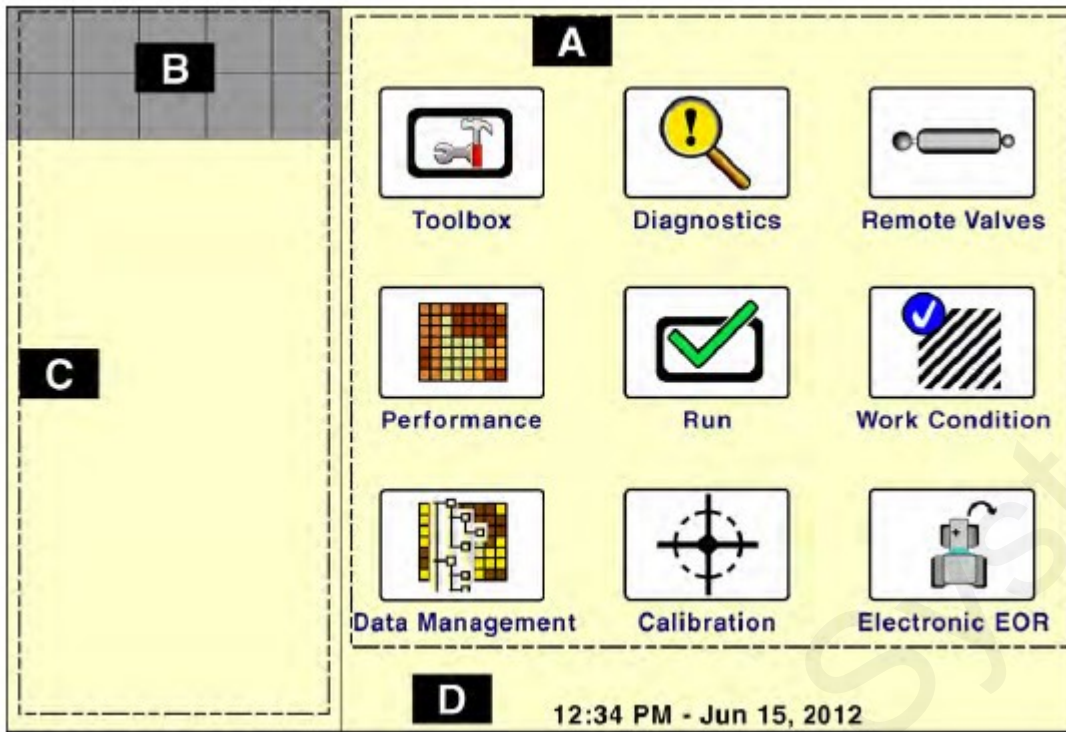 A
B
Toolbox
Diagnostics
Remote Valves
C
Performance
Run
Work Condition
Data Management
Calibration
Electronic EOR
D
12:34 PM - Jun 15, 2012
Syst